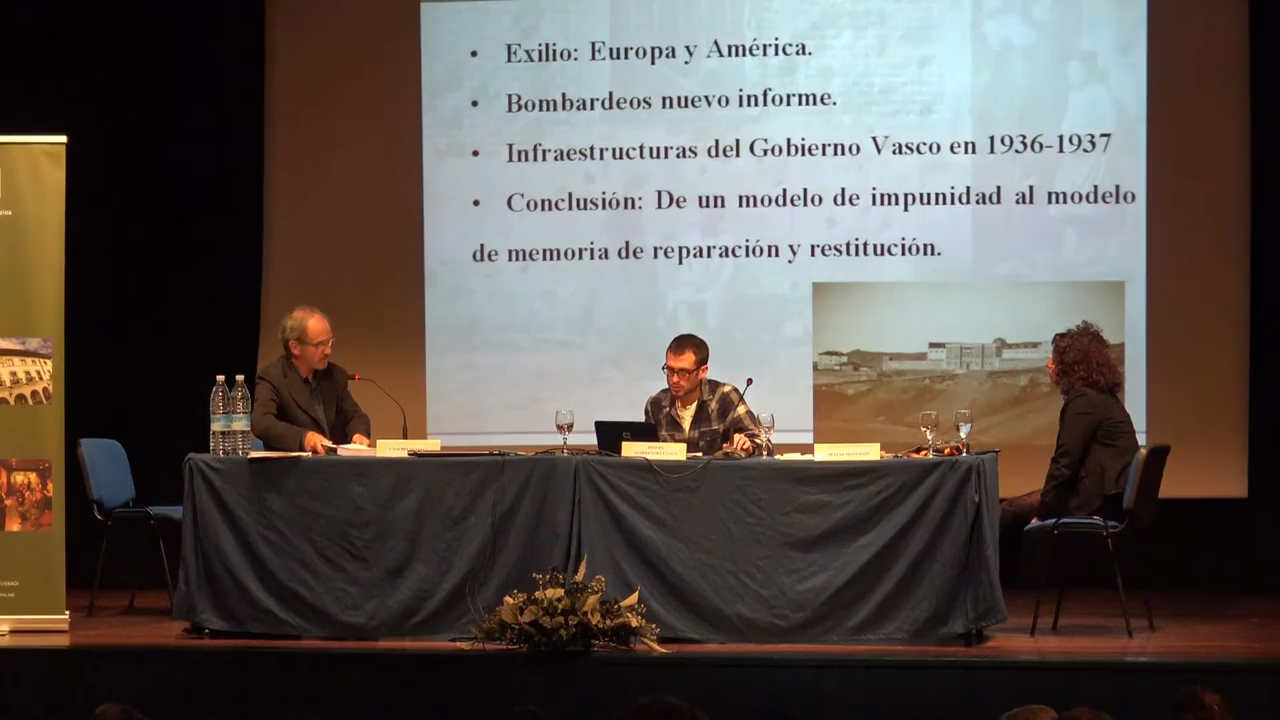 • Exilio: Europa y América.
• Bombardeos nuevo informe.
• Infraestructuras del Gobierno Vasco en 1936-1937
• Conclusión: De un modelo de impunidad al modelo
de memoria de reparación y restitución.